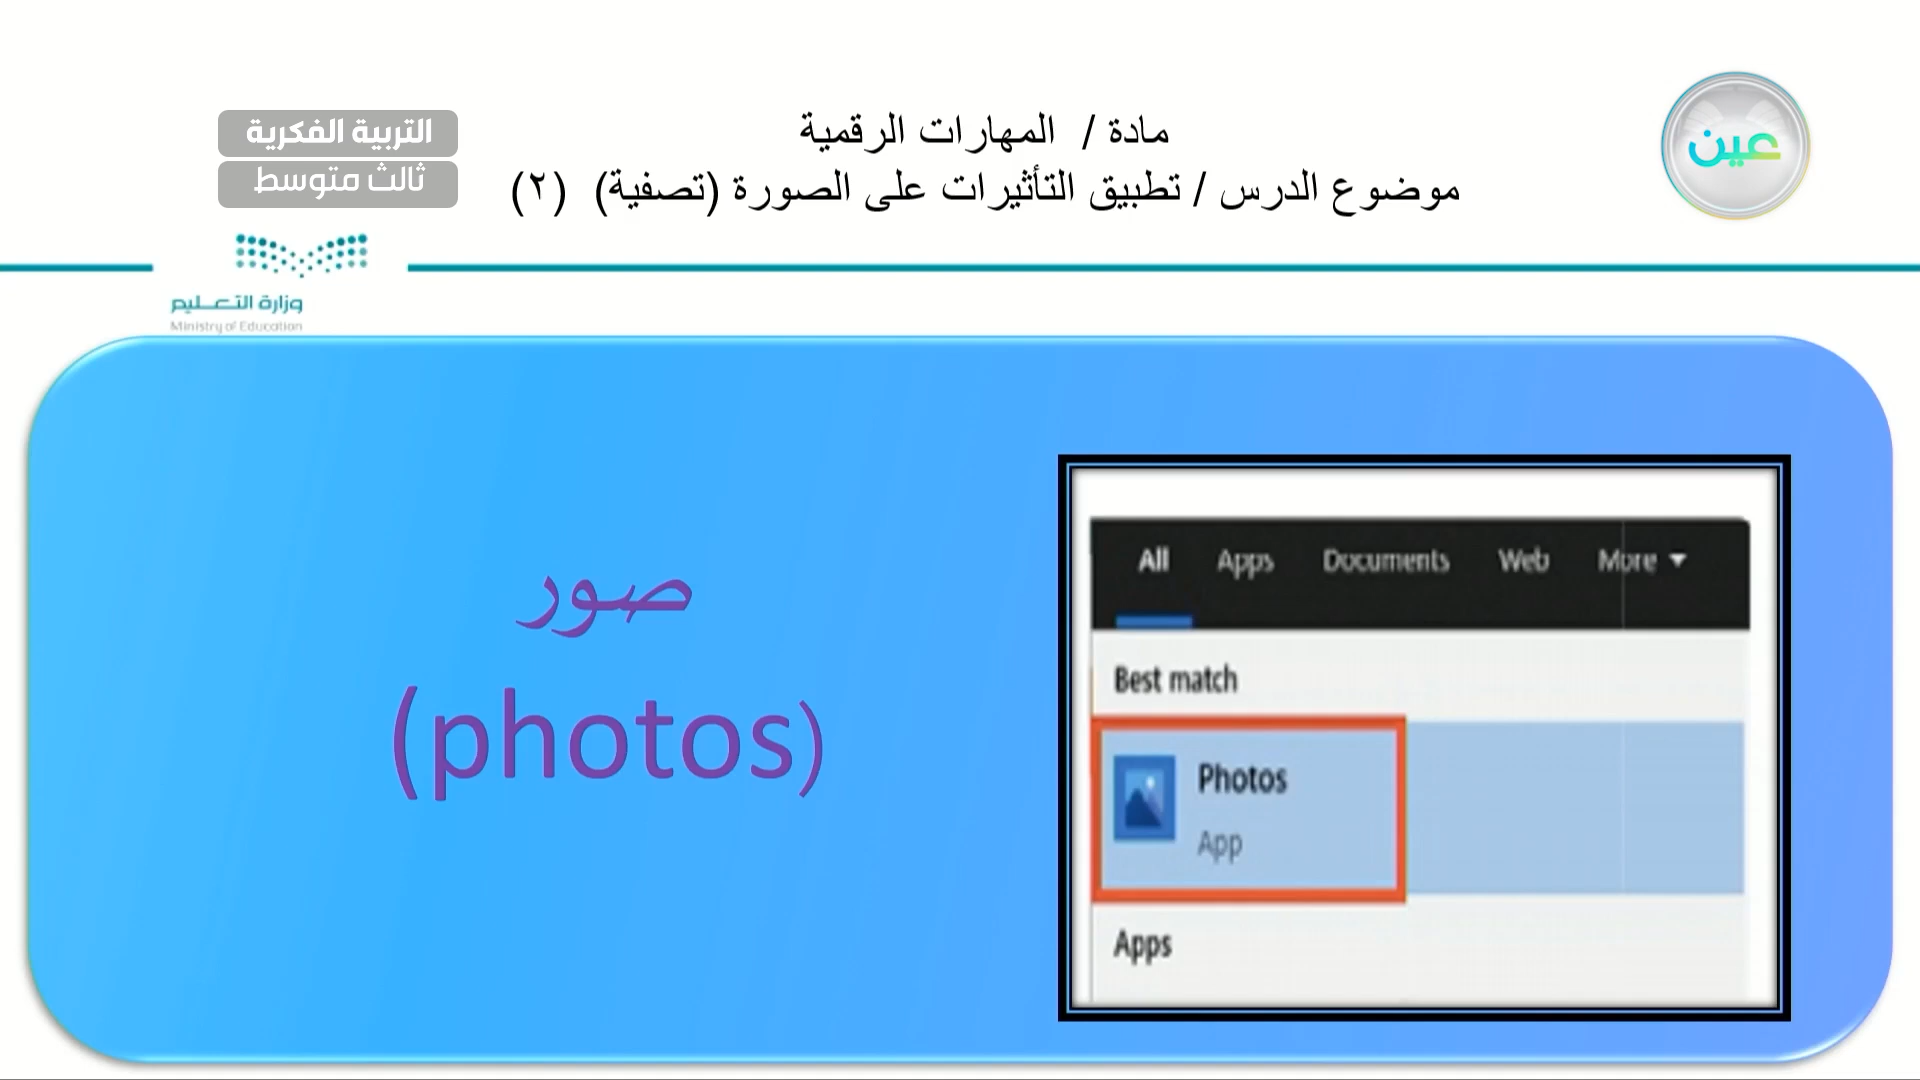 مادة / المهارات الرقمية
موضوع الدرس / تطبيق التأثيرات على الصورة (تصفية) (٢)
التربية الفكرية
ثالث متوسط
عين
وزارة التعليم
Ministry of Education
صور
(photos)
All Apps Documents Web More
Best match
Photos
App
Apps